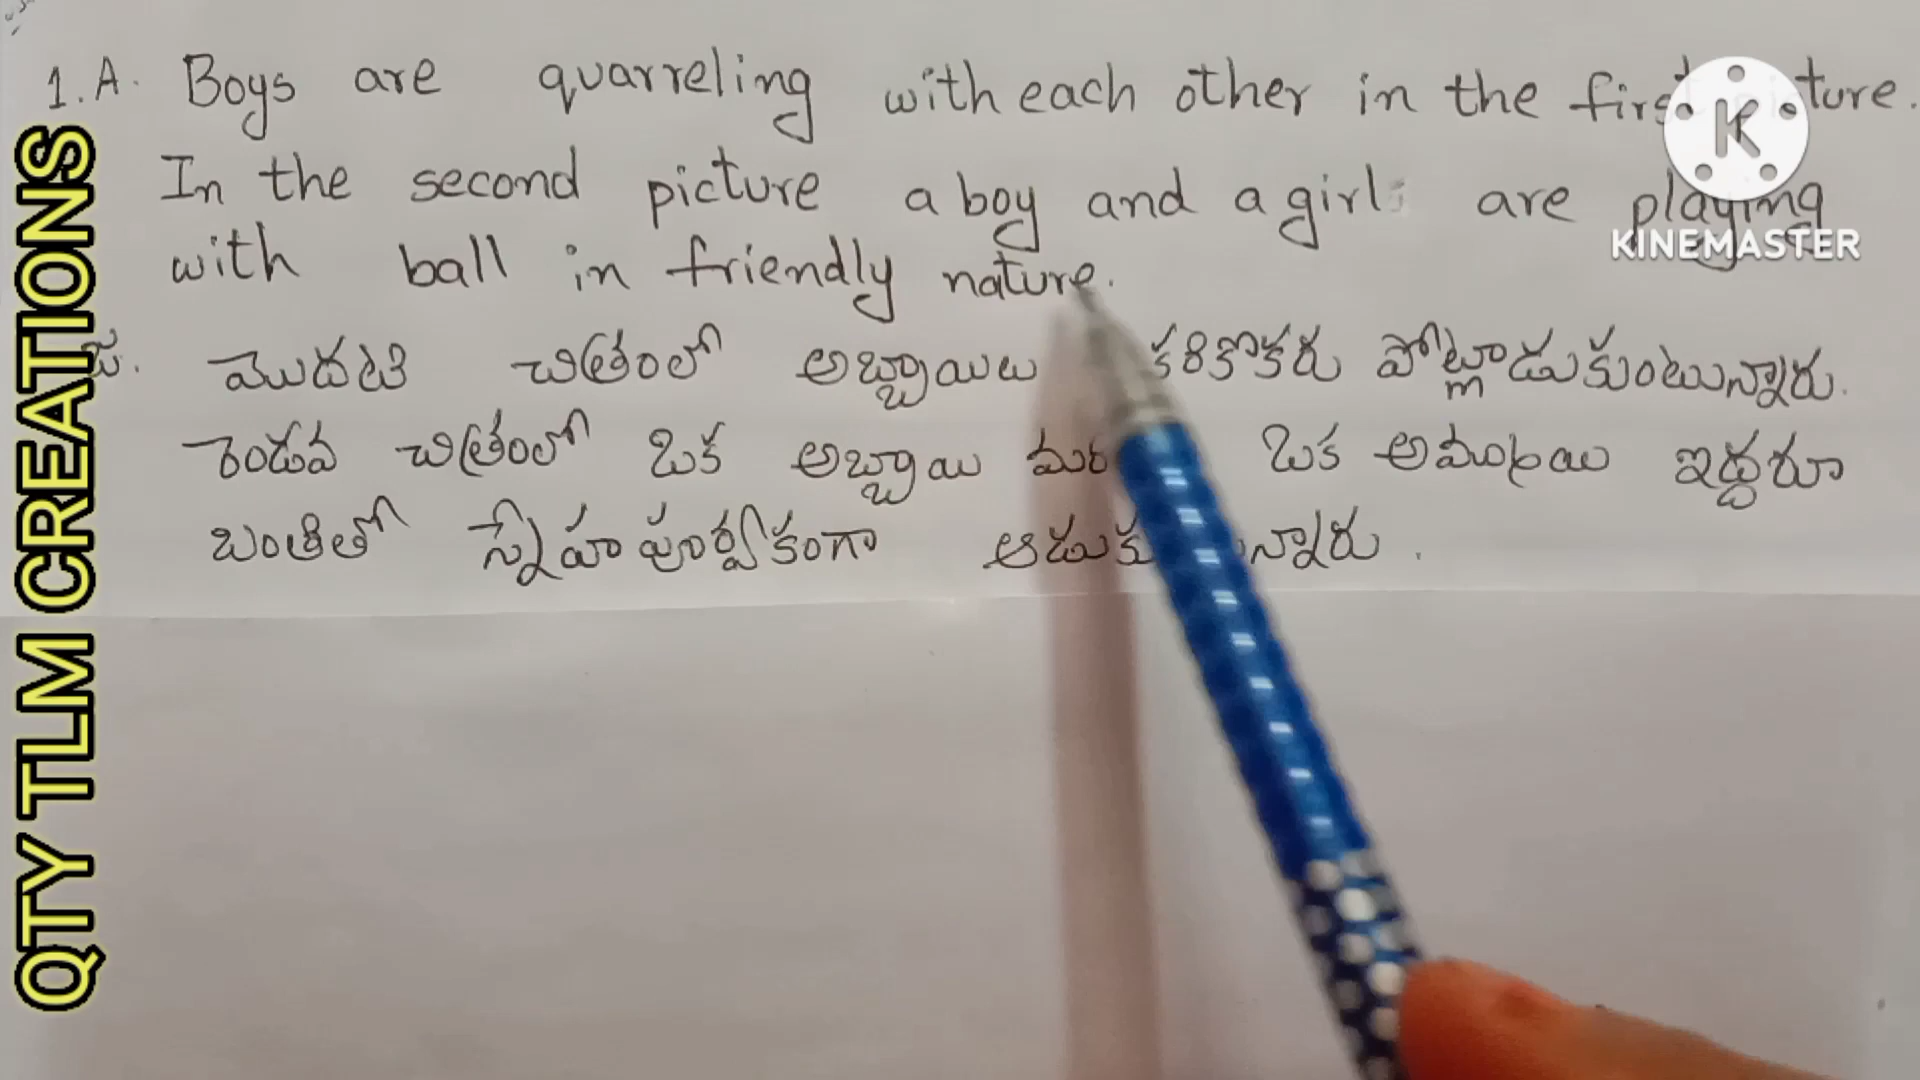 1.A. Boys are quarreling with each other in the first picture.
In the second picture a boy and a girl are playing
with ball in friendly nature.
జ. మొదటి చిత్రంలో అబ్బాయిలు పోట్లాడుకుంటున్నారు.
రెండవ చిత్రంలో ఒక అబ్బాయి ఒక అమ్మాయి ఇద్దరూ
బంతితో స్నేహపూర్వకంగా
K
KINEMASTER
QTY TLM CREATIONS